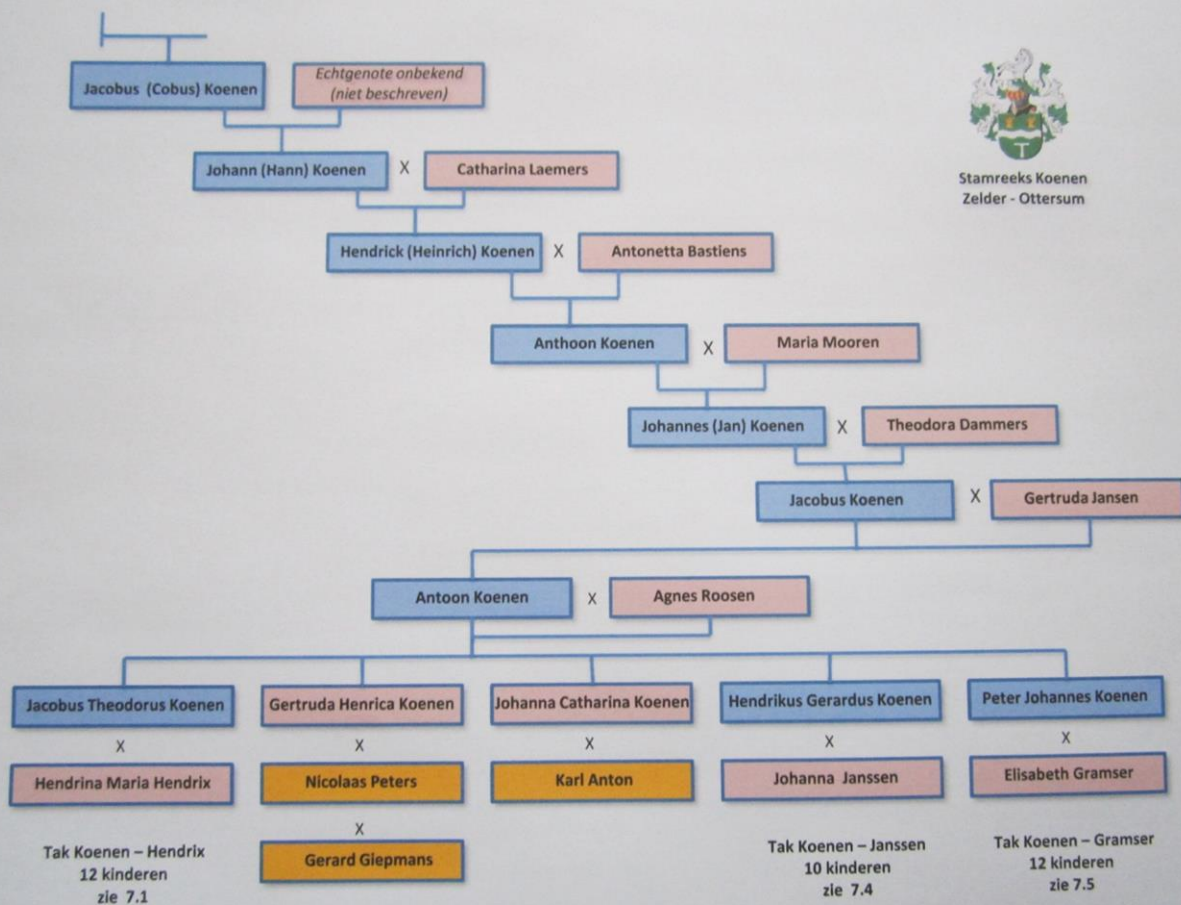 Jacobus (Cobus) Koenen
Echtgenote onbekend
(niet beschreven)
Johann (Hann) Koenen
X
Catharina Laemers
Stamreeks Koenen
Zelder - Ottersum
Hendrick (Heinrich) Koenen
X
Antonetta Bastiens
Anthoon Koenen
X
Maria Mooren
Johannes (Jan) Koenen
X
Theodora Dammers
Jacobus Koenen
X
Gertruda Jansen
Antoon Koenen
X
Agnes Roosen
Jacobus Theodorus Koenen
Gertruda Henrica Koenen
Johanna Catharina Koenen
Hendrikus Gerardus Koenen
Peter Johannes Koenen
X
X
X
X
X
Hendrina Maria Hendrix
Nicolaas Peters
Karl Anton
Johanna Janssen
Elisabeth Gramser
X
Gerard Giepmans
Tak Koenen – Hendrix
12 kinderen
zie 7.1
Tak Koenen – Janssen
10 kinderen
zie 7.4
Tak Koenen – Gramser
12 kinderen
zie 7.5